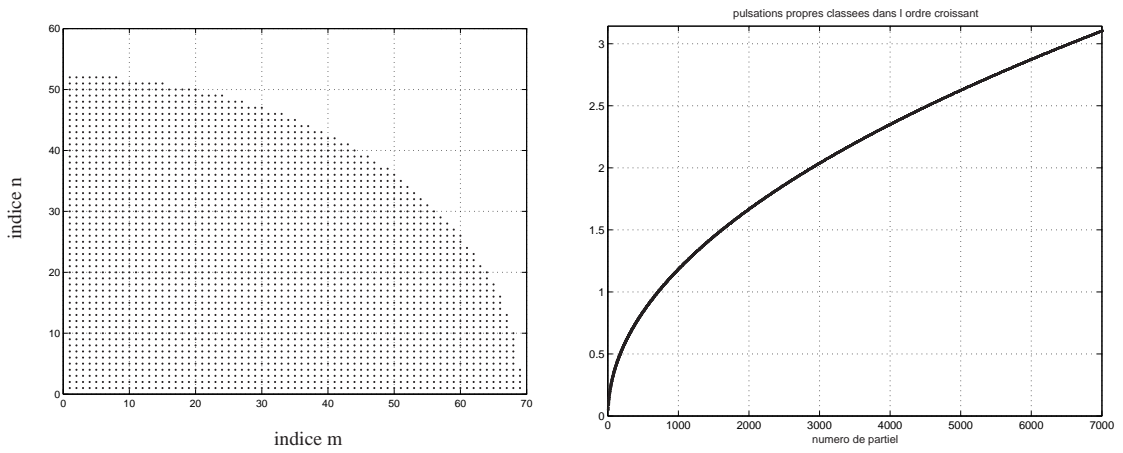 60
50
40
30
20
10
0
0 10 20 30 40 50 60 70
indice n
indice m
pulsations propres classees dans l ordre croissant
3
2.5
2
1.5
1
0.5
0
0 1000 2000 3000 4000 5000 6000 7000
numero de partiel